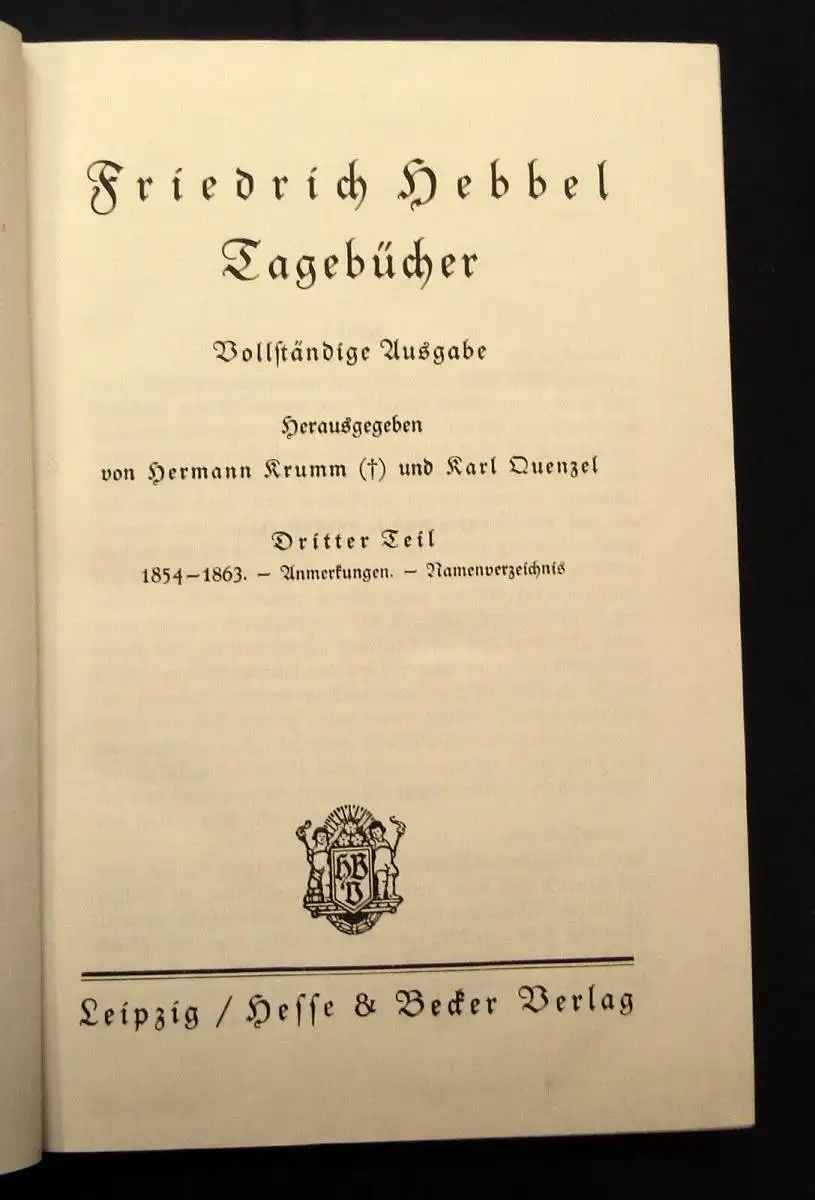 Friedrich Hebbel
Tagebücher
Vollſtändige Ausgabe
Herausgegeben
von Hermann Krumm (†) und Karl Quenzel
Dritter Teil
1854–1863. – Anmerkungen. – Namenverzeichnis
HB
V
Leipzig / Heſſe & Becker Verlag